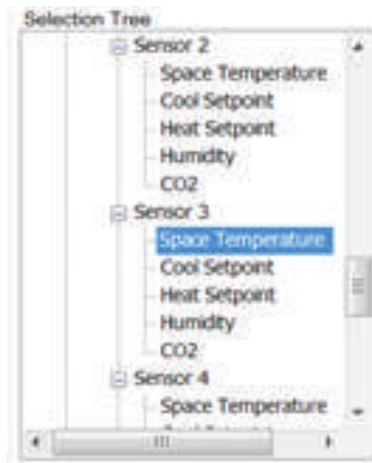 Selection Tree
Sensor 2
Space Temperature
Cool Setpoint
Heat Setpoint
Humidity
CO2
Sensor 3
Space Temperature
Cool Setpoint
Heat Setpoint
Humidity
CO2
Sensor 4
Space Temperature